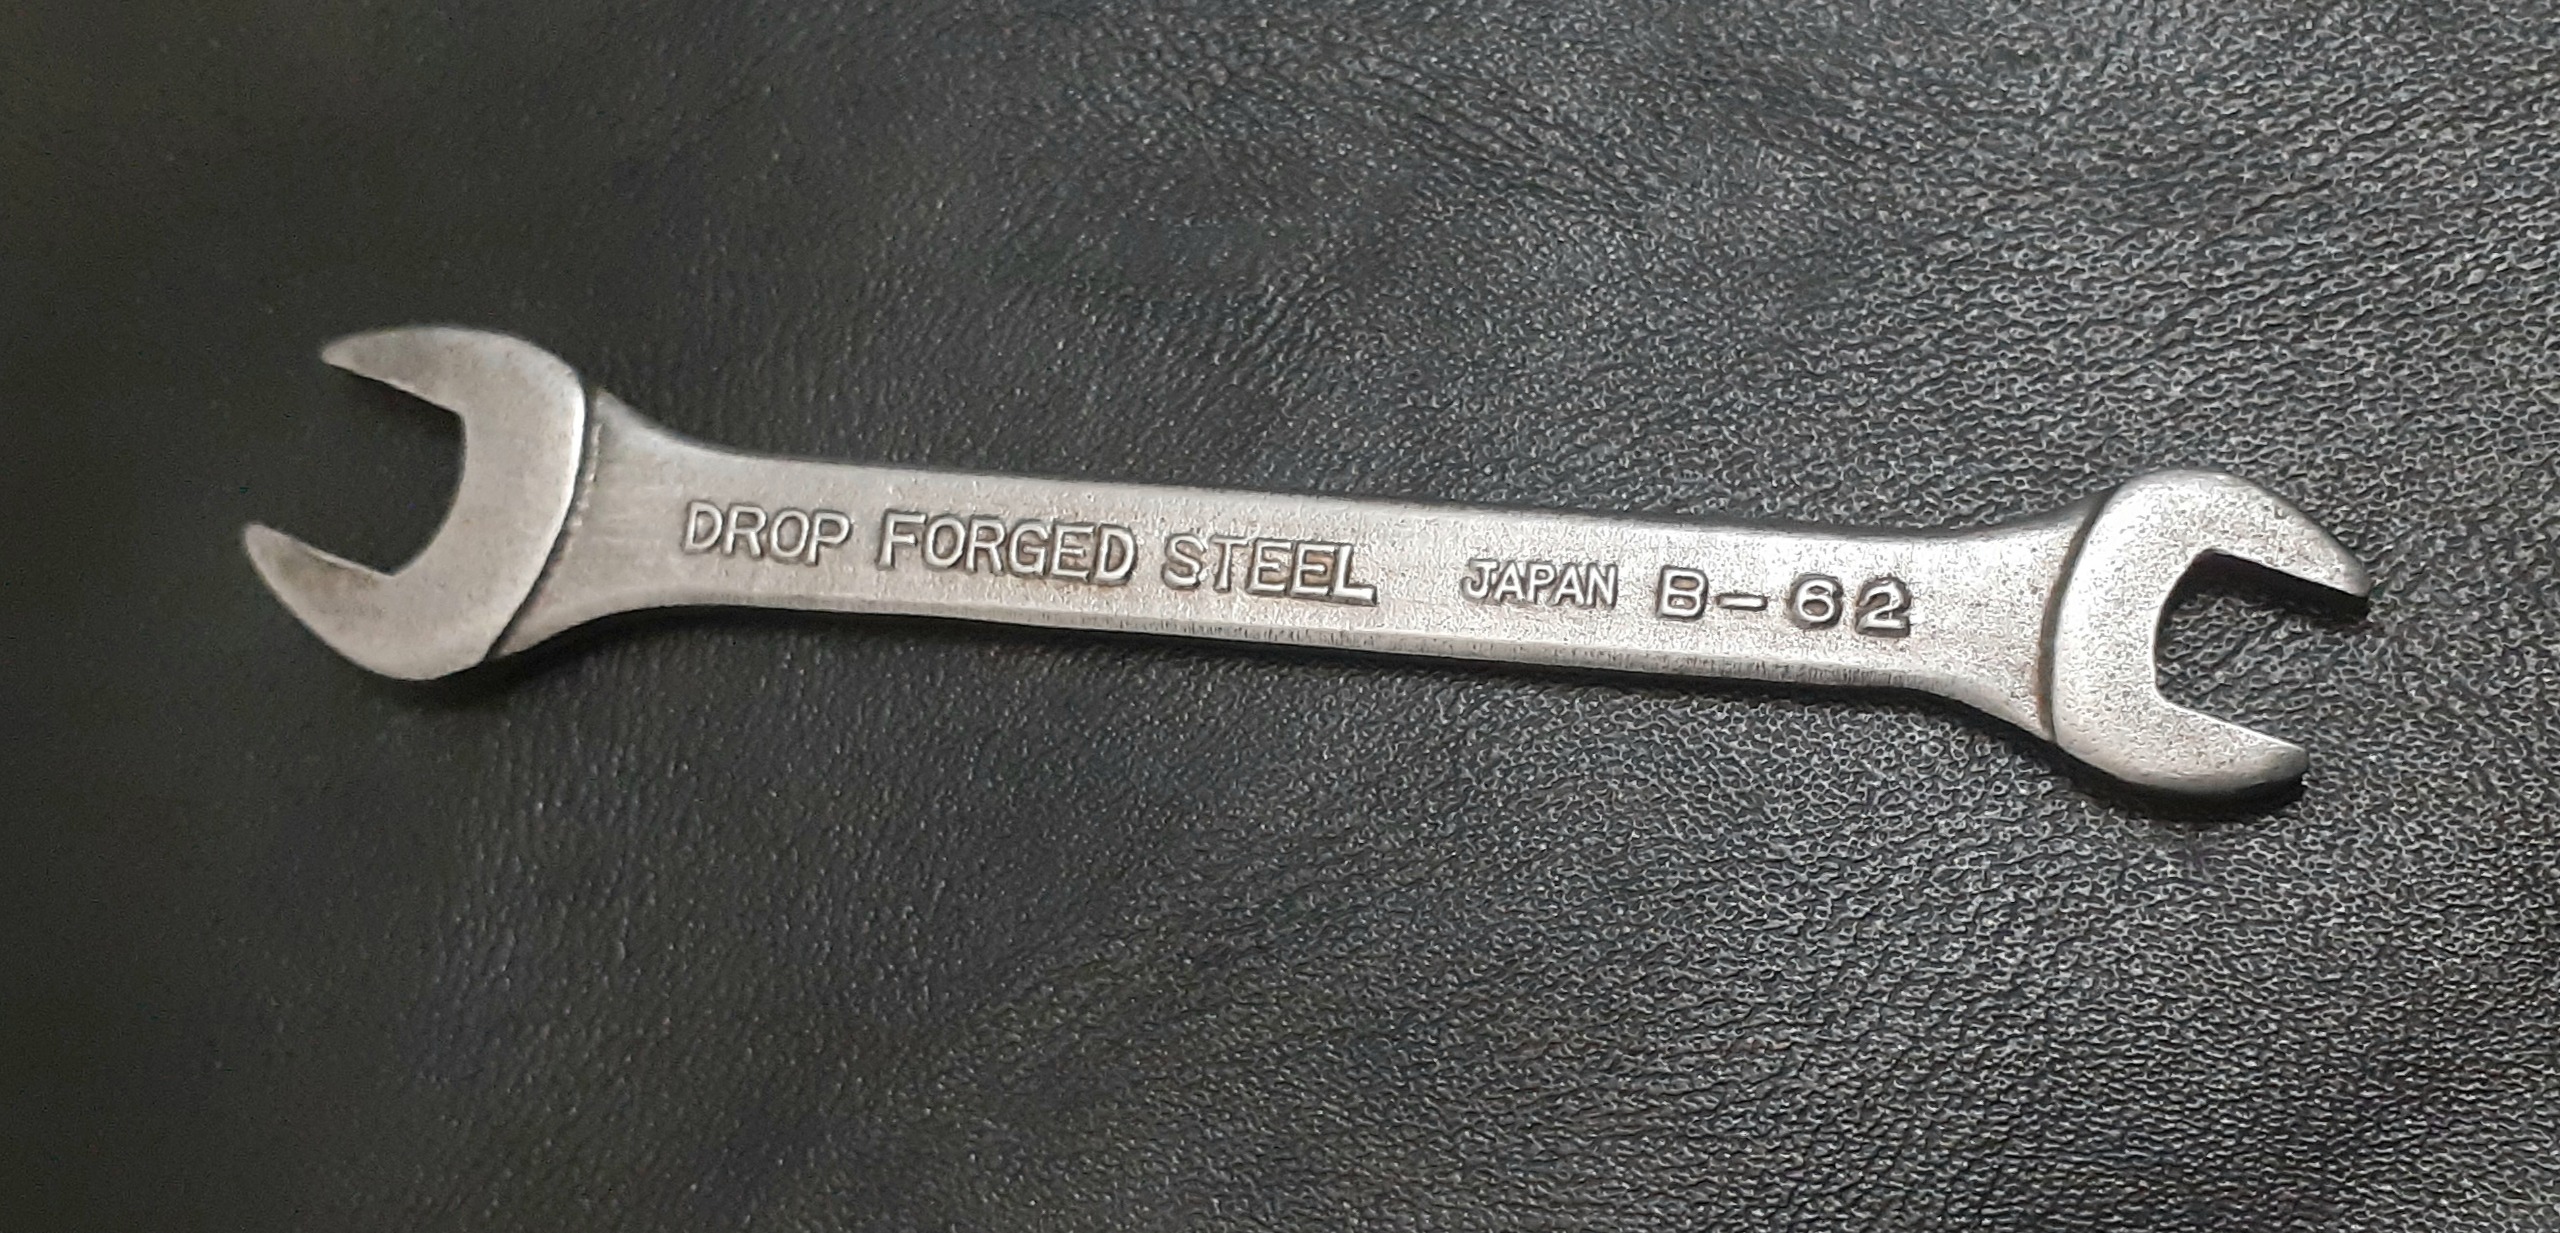 DROP FORGED STEEL JAPAN B-62